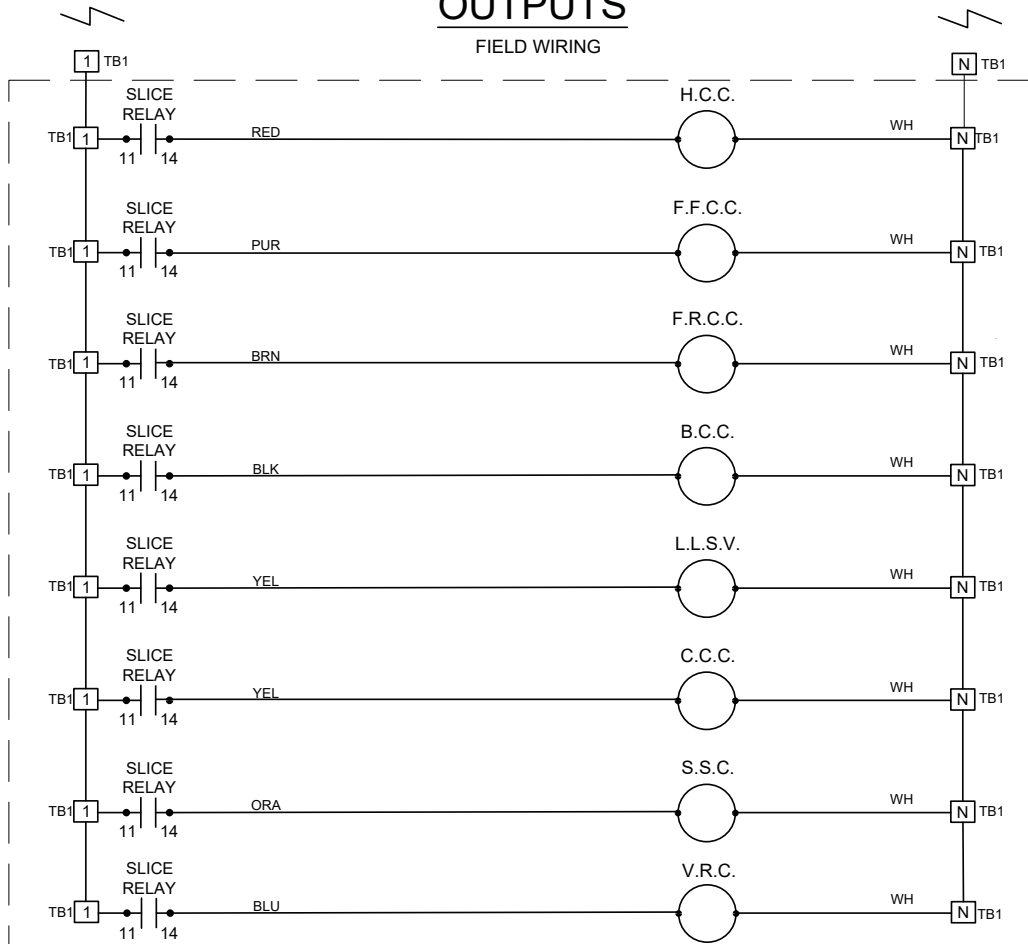 OUTPUTS
FIELD WIRING
1 TB1
N TB1
SLICE
RELAY
H.C.C.
TB1 1
11 14
RED
WH
N TB1
SLICE
RELAY
F.F.C.C.
TB1 1
11 14
PUR
WH
N TB1
SLICE
RELAY
F.R.C.C.
TB1 1
11 14
BRN
WH
N TB1
SLICE
RELAY
B.C.C.
TB1 1
11 14
BLK
WH
N TB1
SLICE
RELAY
L.L.S.V.
TB1 1
11 14
YEL
WH
N TB1
SLICE
RELAY
C.C.C.
TB1 1
11 14
YEL
WH
N TB1
SLICE
RELAY
S.S.C.
TB1 1
11 14
ORA
WH
N TB1
SLICE
RELAY
V.R.C.
TB1 1
11 14
BLU
WH
N TB1